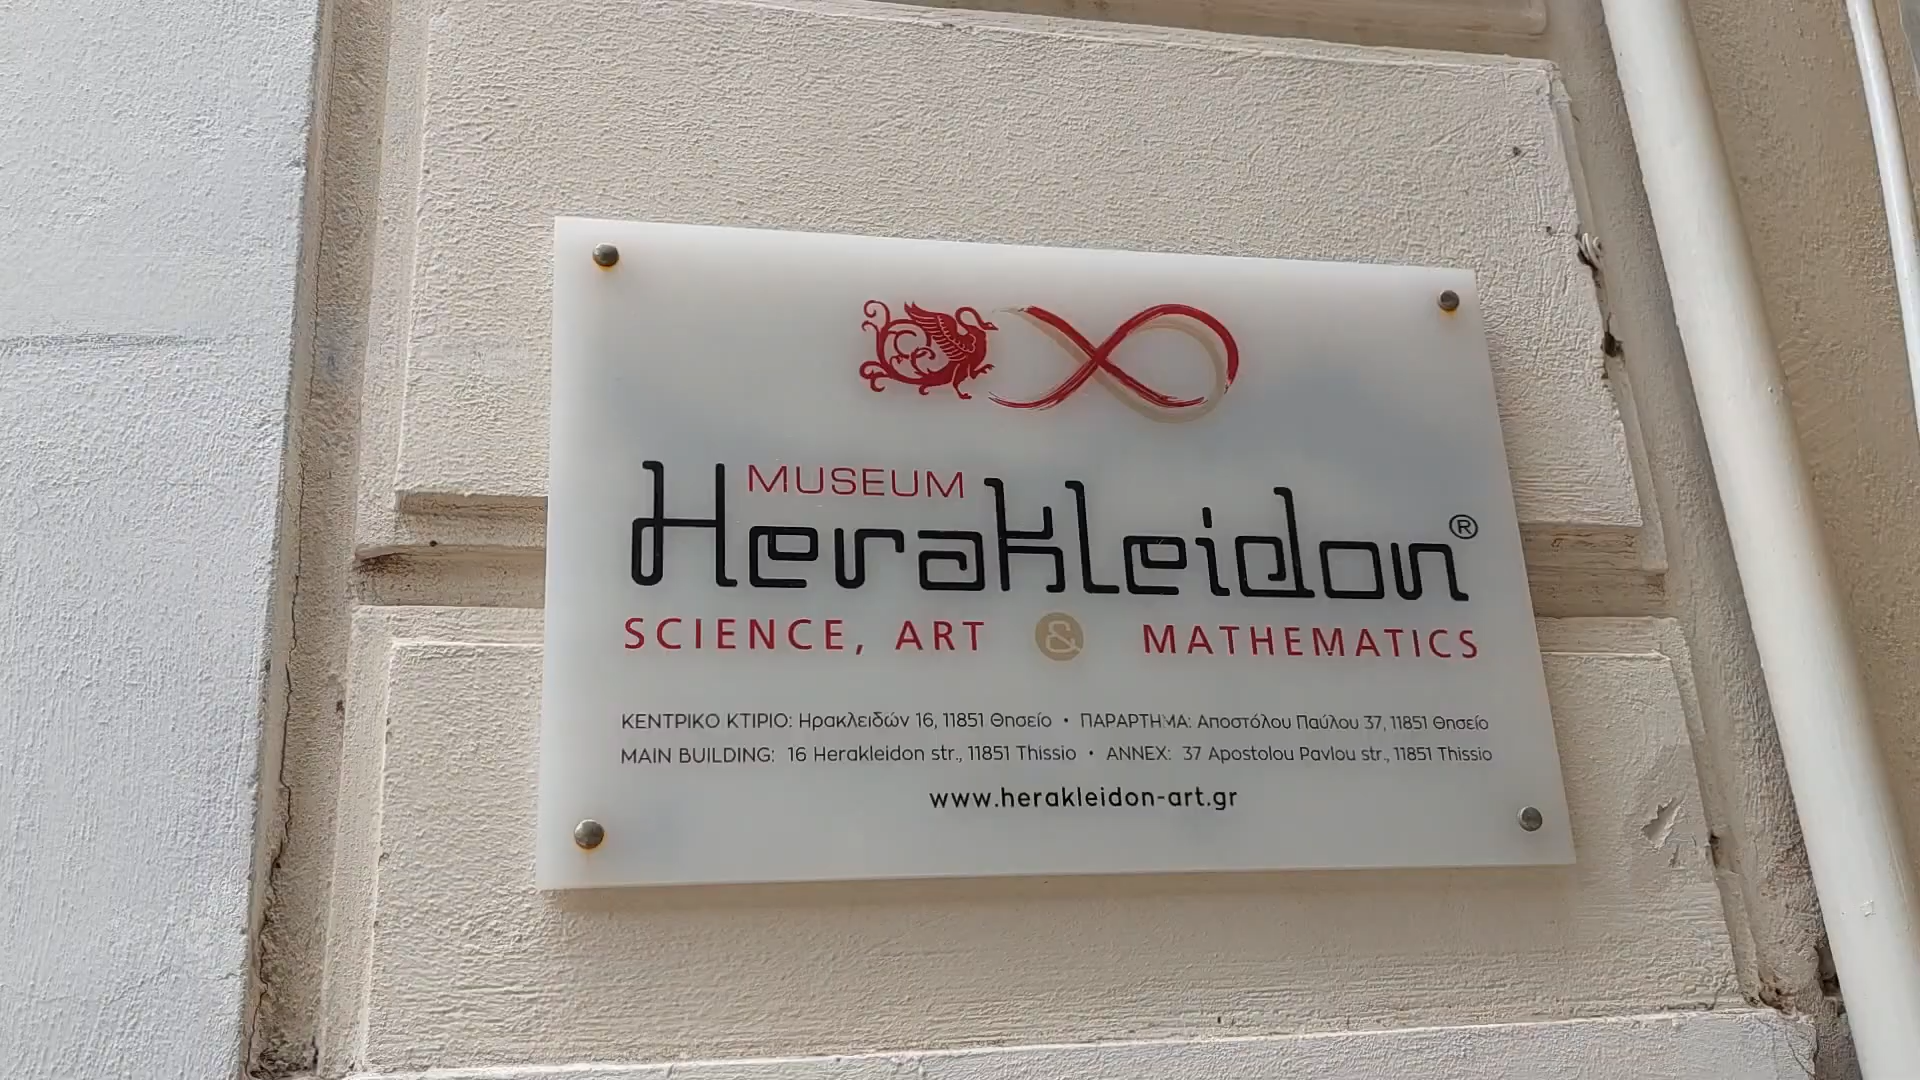 MUSEUM
Herakleidon®
SCIENCE, ART & MATHEMATICS
ΚΕΝΤΡΙΚΟ ΚΤΙΡΙΟ: Ηρακλειδών 16, 11851 Θησείο • ΠΑΡΑΡΤΗΜΑ: Αποστόλου Παύλου 37, 11851 Θησείο
MAIN BUILDING: 16 Herakleidon str., 11851 Thissio • ANNEX: 37 Apostolou Pavlou str., 11851 Thissio
www.herakleidon-art.gr